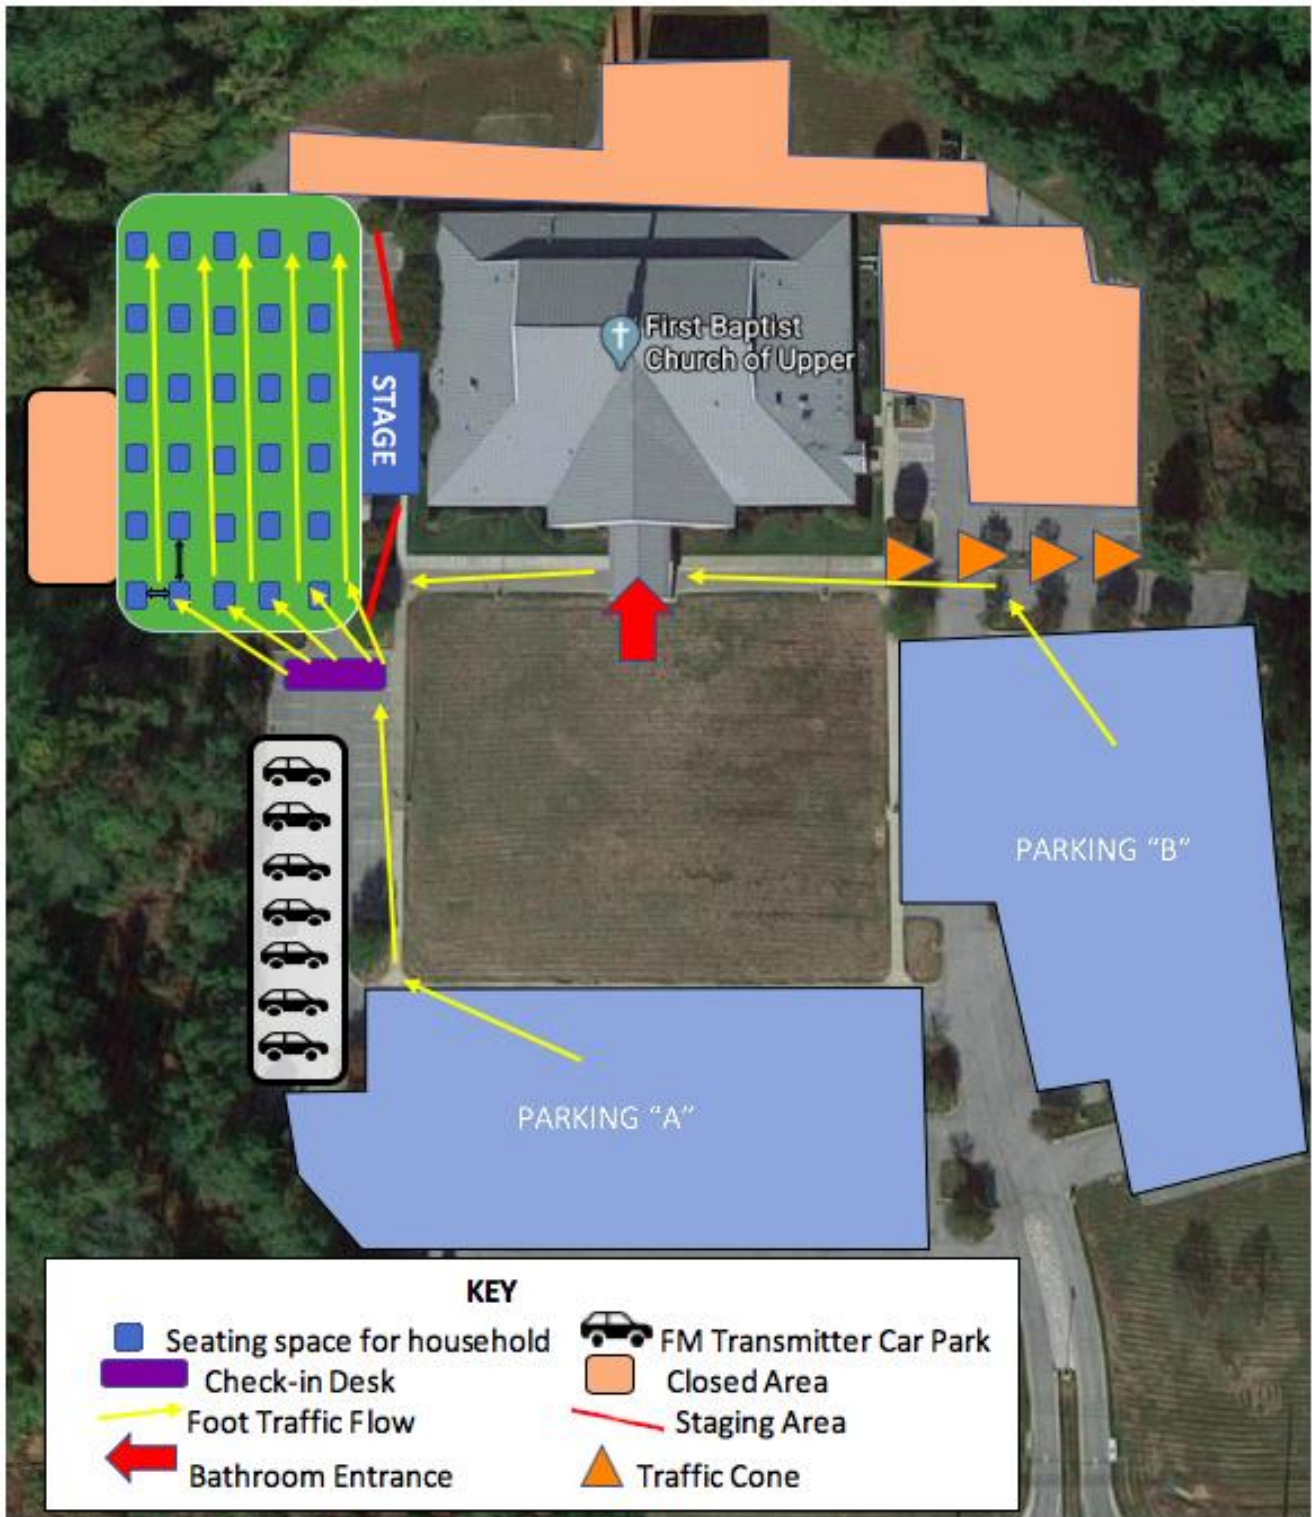 First Baptist
Church of Upper
STAGE
PARKING "B"
PARKING "A"
KEY
Seating space for household
FM Transmitter Car Park
Check-in Desk
Closed Area
Foot Traffic Flow
Staging Area
Bathroom Entrance
Traffic Cone